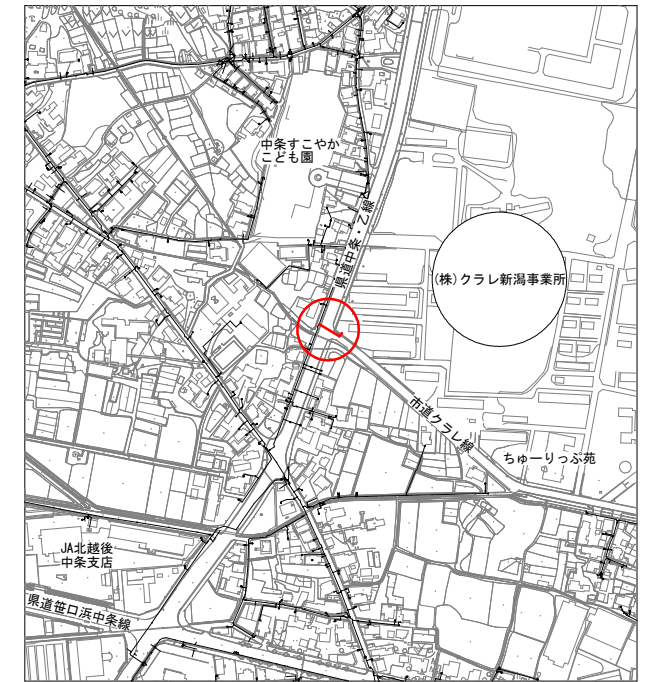 中条すこやか
こども園
県道中条・乙線
(株)クラレ新潟事業所
市道クラレ線
ちゅーりっぷ苑
JA北越後
中条支店
県道笹口浜中条線